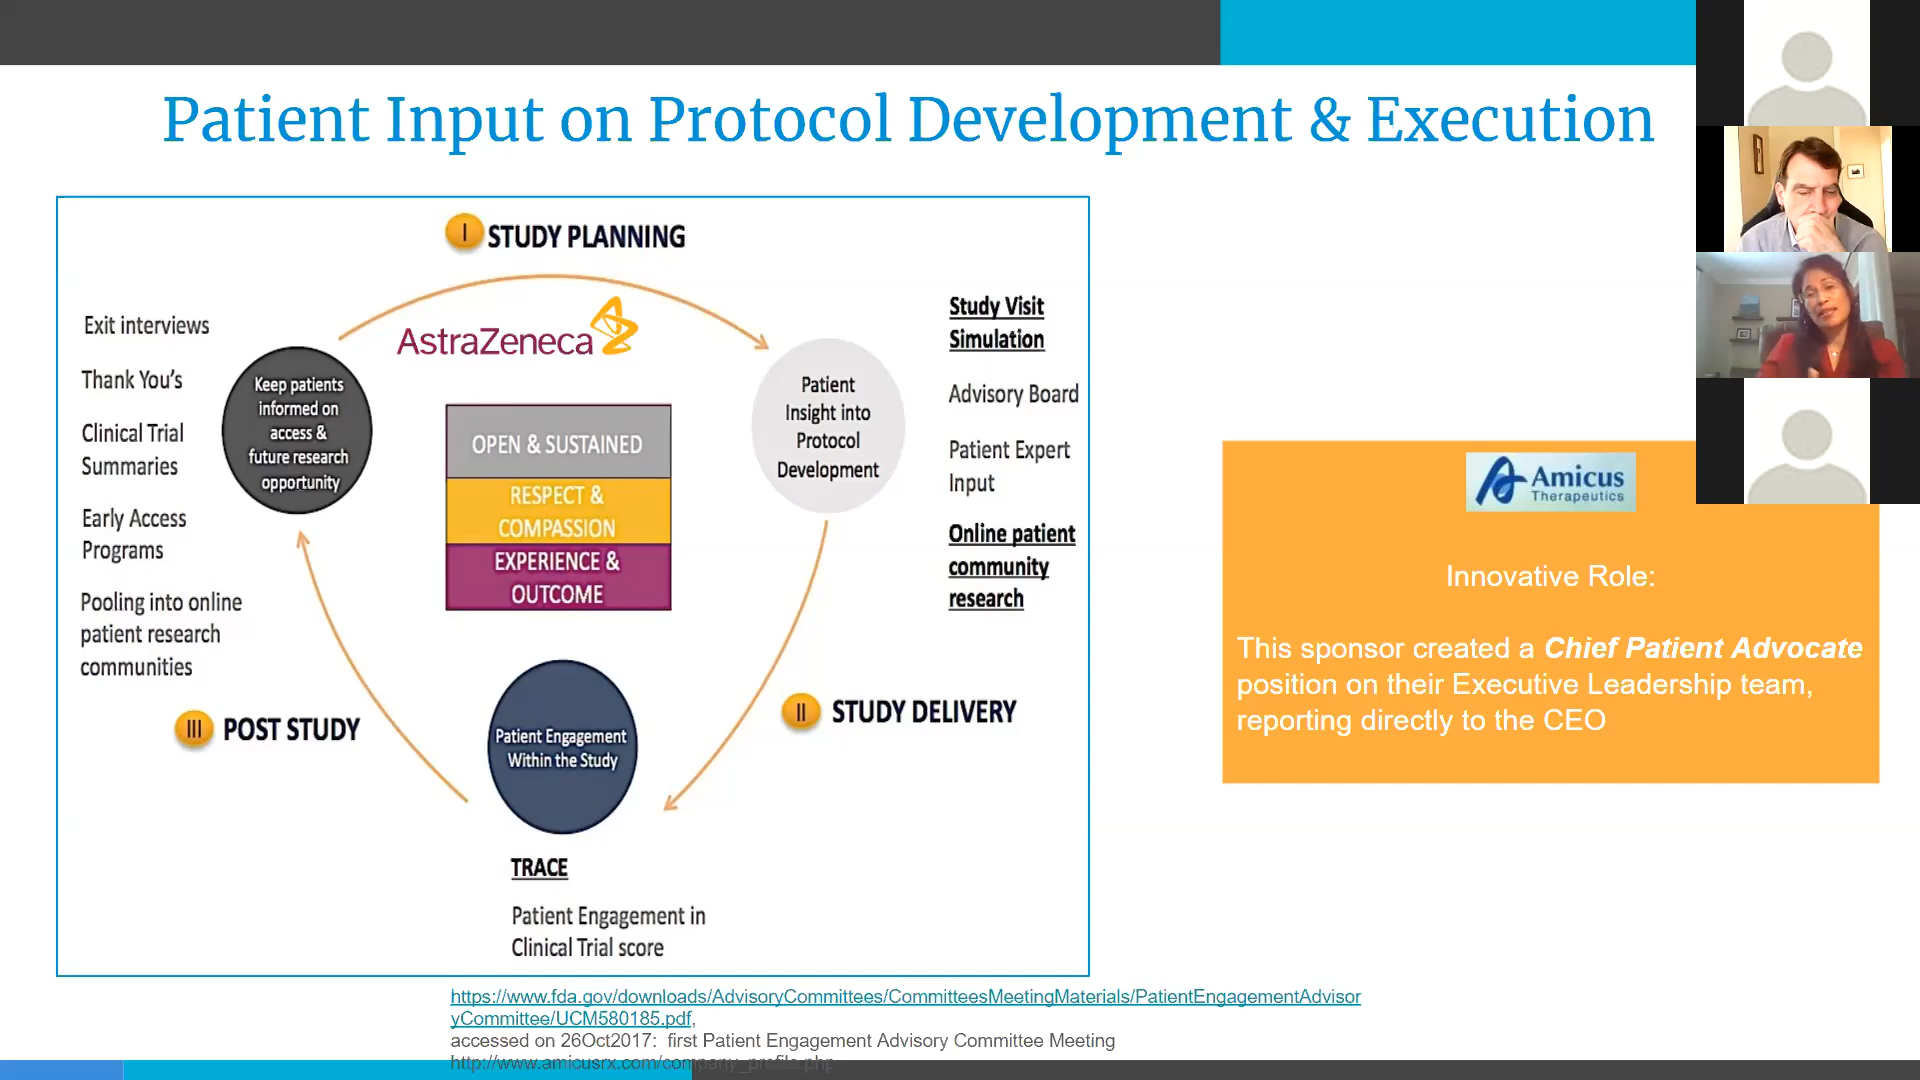 Patient Input on Protocol Development & Execution
I STUDY PLANNING
AstraZeneca
Exit interviews
Thank You's
Clinical Trial
Summaries
Early Access
Programs
Pooling into online
patient research
communities
Keep patients
informed on
access &
future research
opportunity
OPEN & SUSTAINED
RESPECT &
COMPASSION
EXPERIENCE &
OUTCOME
Patient
Insight into
Protocol
Development
Study Visit
Simulation
Advisory Board
Patient Expert
Input
Online patient
community
research
III POST STUDY
Patient Engagement
Within the Study
II STUDY DELIVERY
TRACE
Patient Engagement in
Clinical Trial score
Amicus
Therapeutics
Innovative Role:
This sponsor created a Chief Patient Advocate
position on their Executive Leadership team,
reporting directly to the CEO
https://www.fda.gov/downloads/AdvisoryCommittees/CommitteesMeetingMaterials/PatientEngagementAdvisor
yCommittee/UCM580185.pdf,
accessed on 26Oct2017: first Patient Engagement Advisory Committee Meeting
http://www.amicusrx.com/company_profile.php